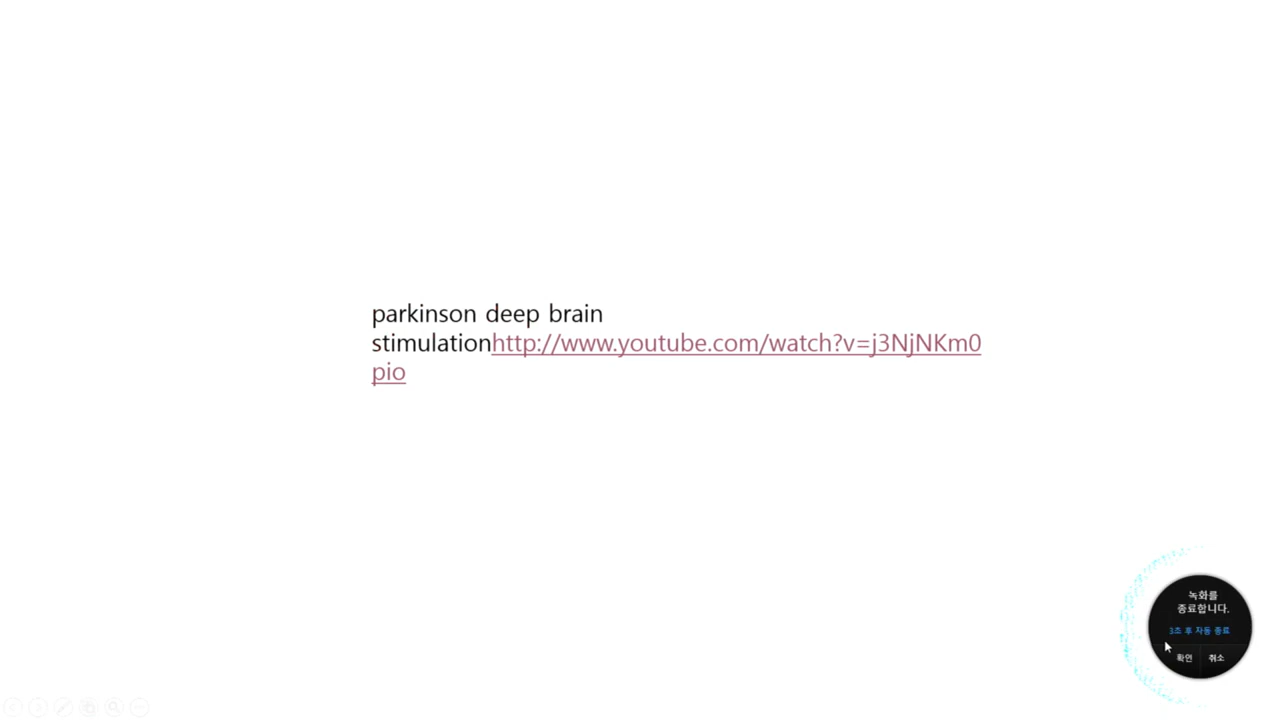 parkinson deep brain
stimulationhttp://www.youtube.com/watch?v=j3NjNKm0
pio
녹화를
종료합니다.
3초 후 자동 종료
확인 취소